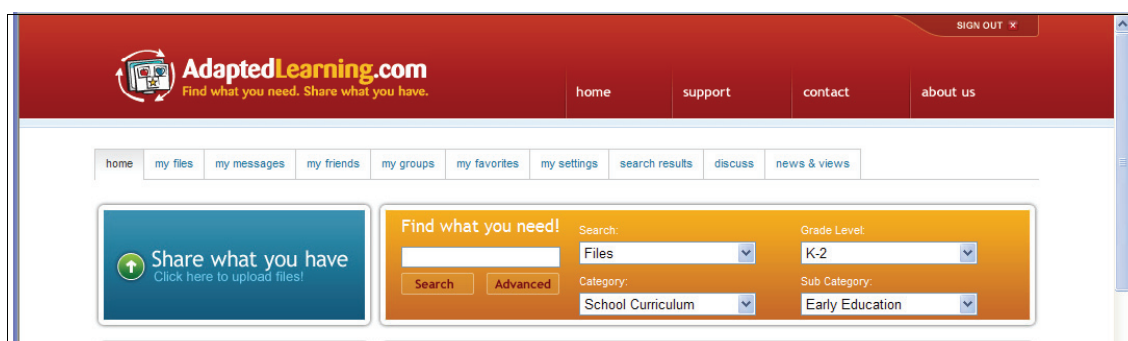 SIGN OUT ×
AdaptedLearning.com
Find what you need. Share what you have.
home support contact about us
home my files my messages my friends my groups my favorites my settings search results discuss news & views
Share what you have
Click here to upload files!
Find what you need!
Search Advanced
Search:
Files
Category:
School Curriculum
Grade Level:
K-2
Sub Category:
Early Education